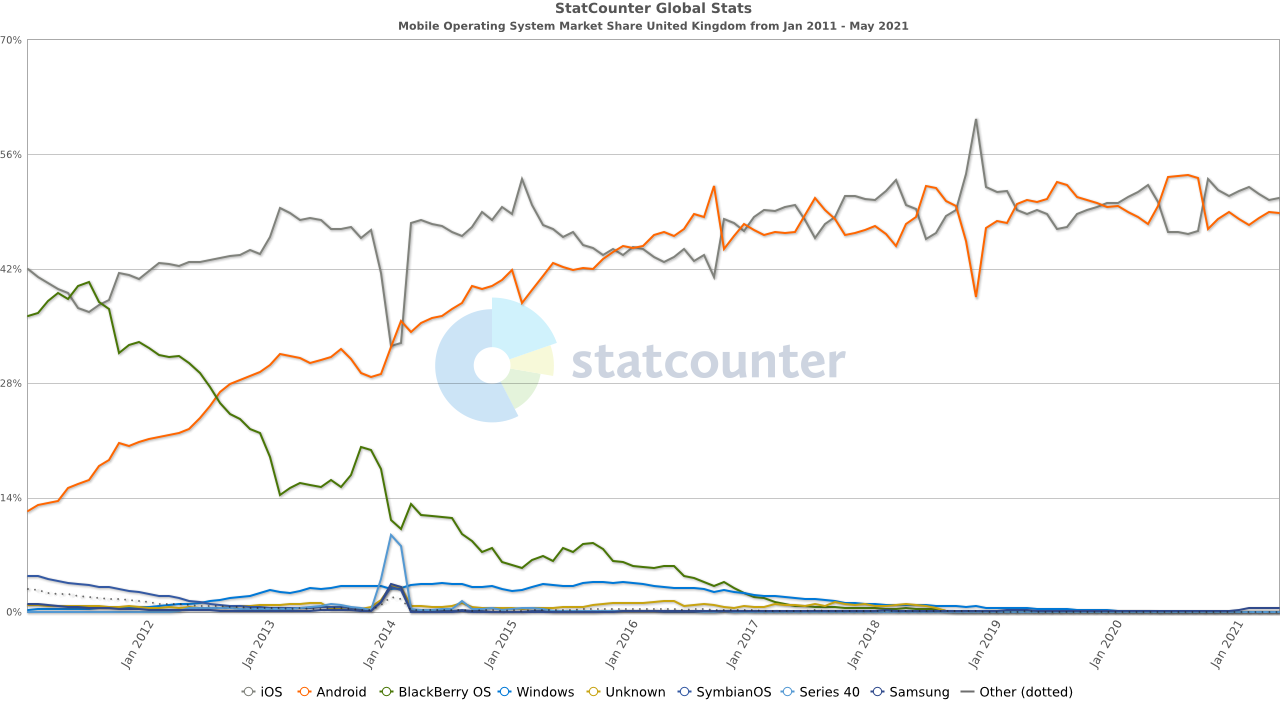 StatCounter Global Stats
Mobile Operating System Market Share United Kingdom from Jan 2011 - May 2021
70%
56%
42%
28%
14%
0%
statcounter
Jan 2012
Jan 2013
Jan 2014
Jan 2015
Jan 2016
Jan 2017
Jan 2018
Jan 2019
Jan 2020
Jan 2021
iOS Android BlackBerry OS Windows Unknown SymbianOS Series 40 Samsung Other (dotted)